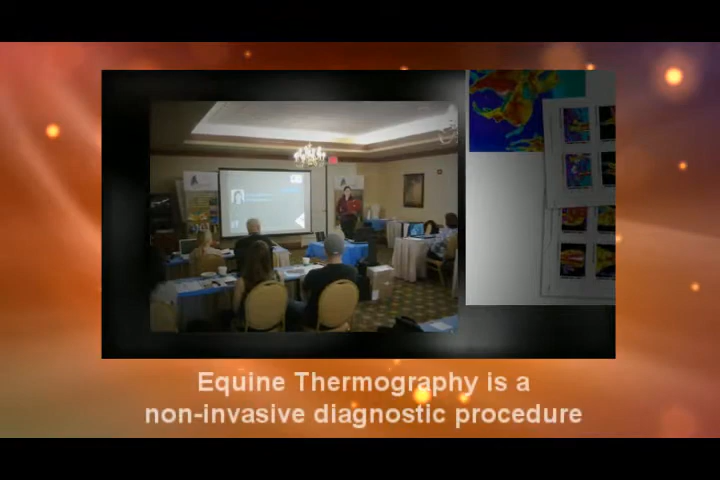 Equine Thermography is a
non-invasive diagnostic procedure